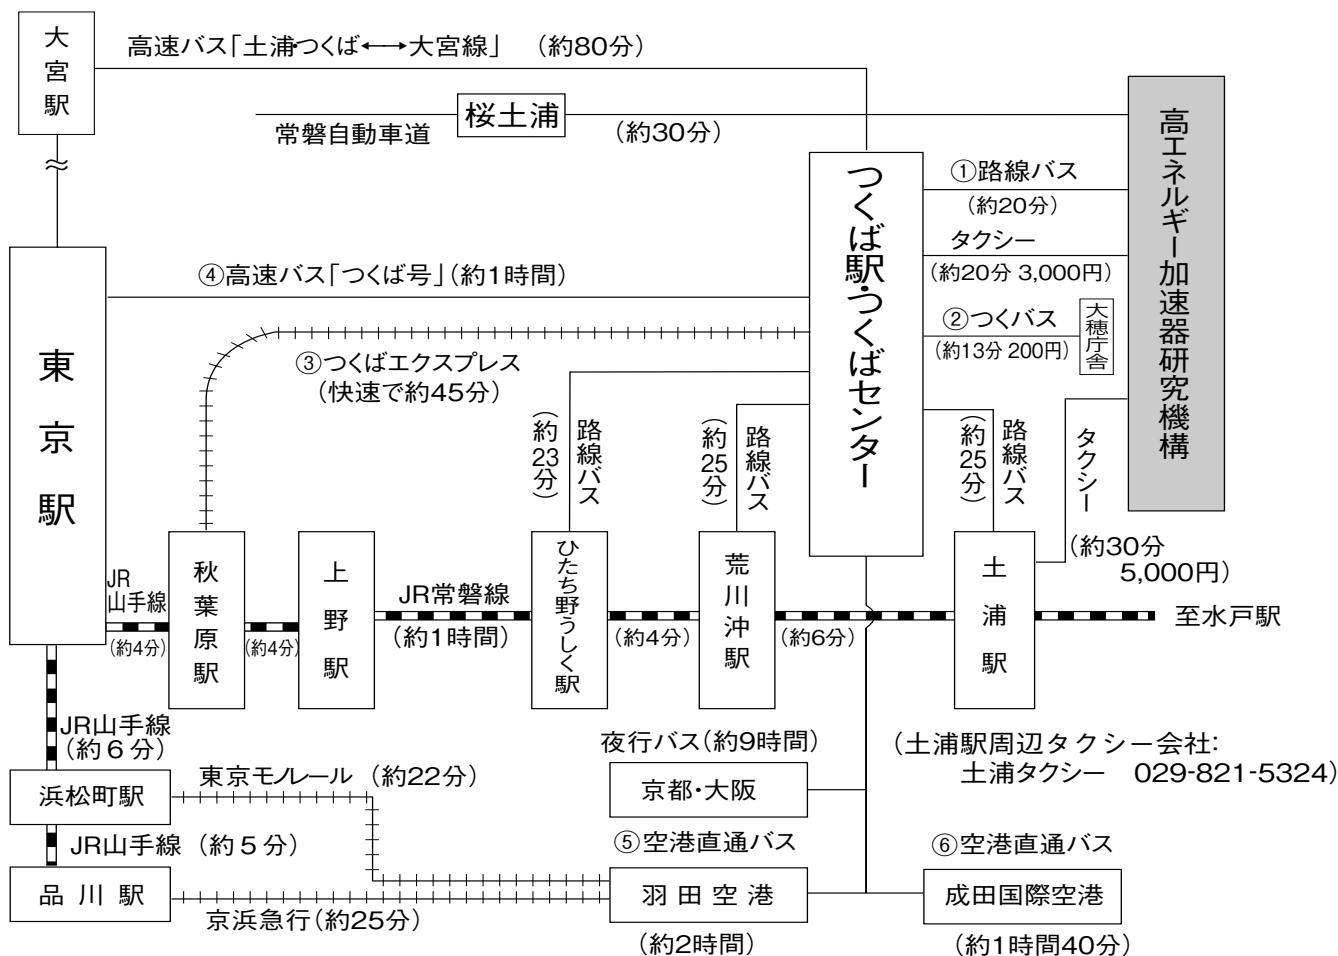 大宮駅
高速バス「土浦・つくば←→大宮線」 （約80分）
常磐自動車道
桜土浦
（約30分）
高エネルギー加速器研究機構
つくば駅・つくばセンター
①路線バス
（約20分）
タクシー
（約20分 3,000円）
②つくバス
（約13分 200円）
大穂庁舎
東京駅
④高速バス「つくば号」（約1時間）
③つくばエクスプレス
（快速で約45分）
路線バス
（約23分）
路線バス
（約25分）
路線バス
（約25分）
タクシー
（約30分
5,000円）
JR
山手線
（約4分）
秋葉原駅
（約4分）
上野駅
JR常磐線
（約1時間）
ひたち野うしく駅
（約4分）
荒川沖駅
（約6分）
土浦駅
至水戸駅
JR山手線
（約６分）
浜松町駅
東京モノレール （約22分）
JR山手線 （約５分）
品川駅
京浜急行（約25分）
夜行バス（約9時間）
京都・大阪
（土浦駅周辺タクシー会社：
土浦タクシー 029-821-5324）
⑤空港直通バス
羽田空港
（約2時間）
⑥空港直通バス
成田国際空港
（約1時間40分）